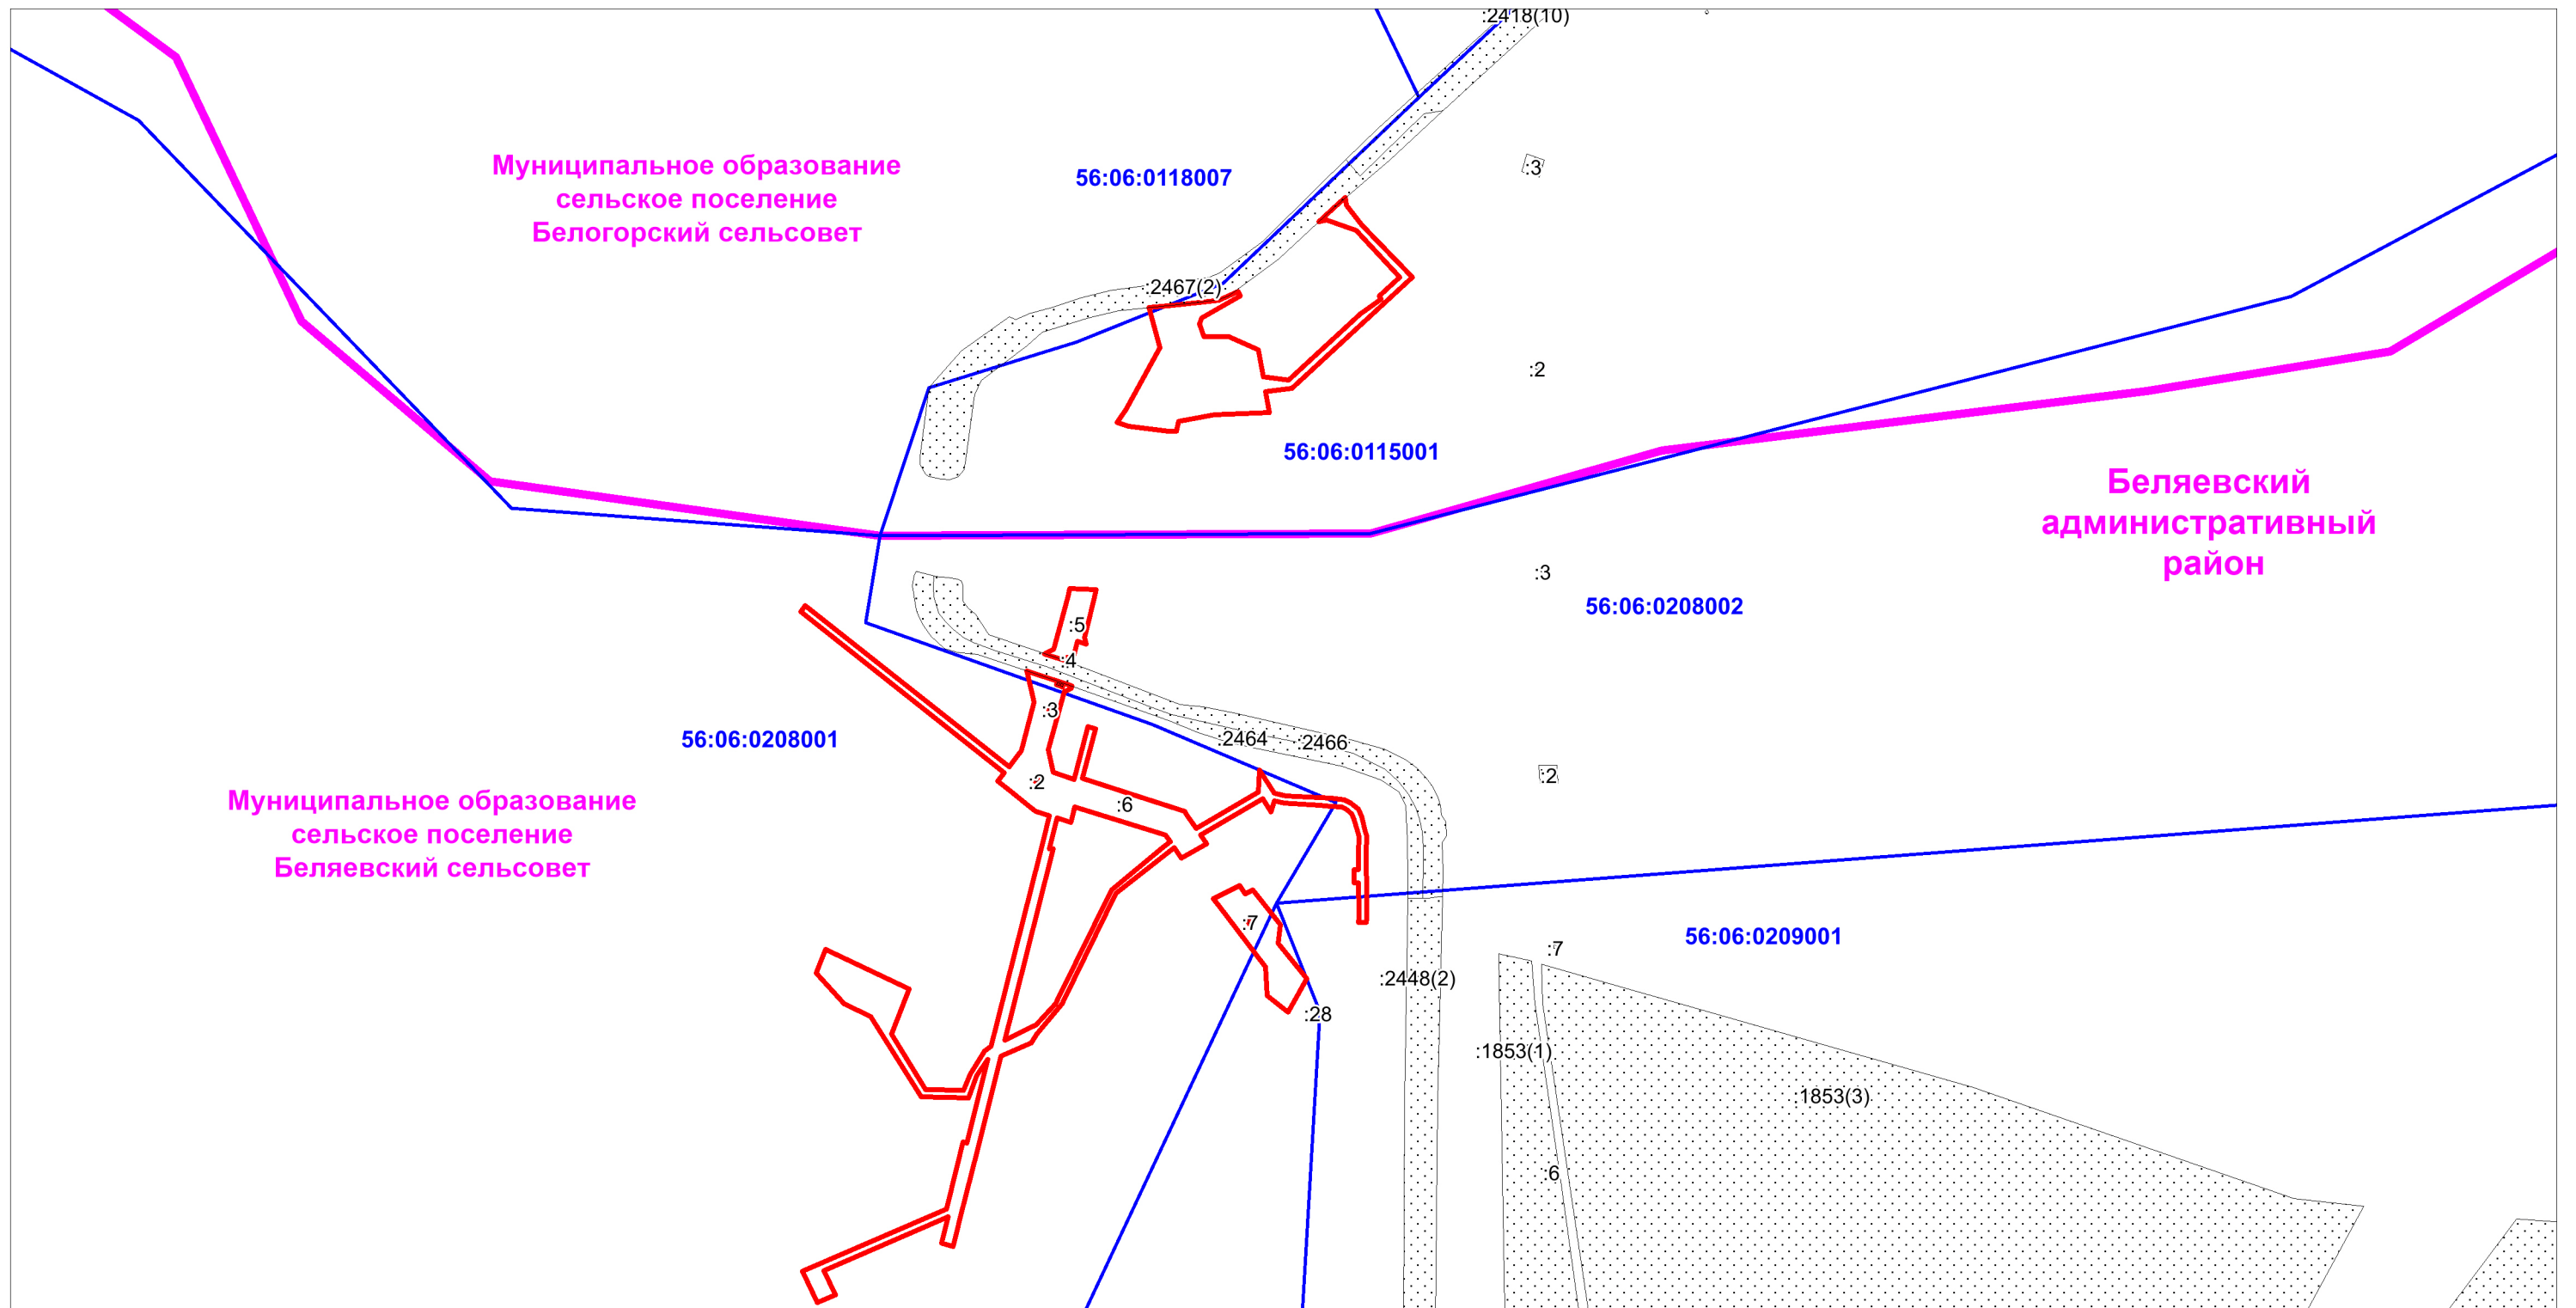 :2418(10)
Муниципальное образование
сельское поселение
Белогорский сельсовет
56:06:0118007
:3
:2467(2)
:2
56:06:0115001
Беляевский
административный
район
:3
56:06:0208002
:5
:4
:3
56:06:0208001
:2464
:2466
:2
:2
:6
Муниципальное образование
сельское поселение
Беляевский сельсовет
:7
56:06:0209001
:7
:2448(2)
:28
:1853(1)
:1853(3)
:6